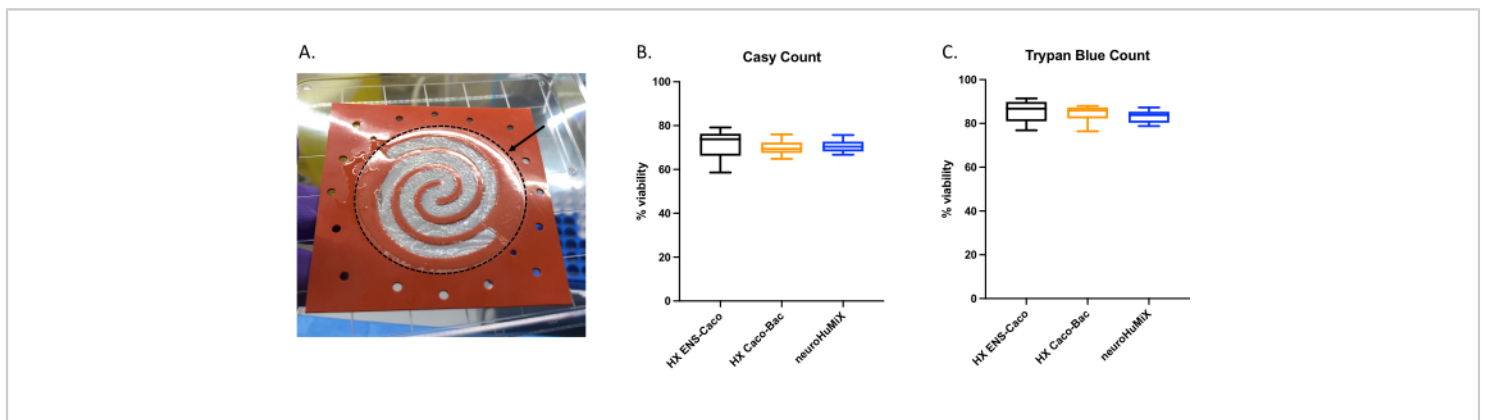 A.
B.
Casy Count
% viability
100
80
60
40
20
0
HX ENS-Caco
HX Caco-Bac
neuroHuMiX
C.
Trypan Blue Count
% viability
100
80
60
40
20
0
HX ENS-Caco
HX Caco-Bac
neuroHuMiX